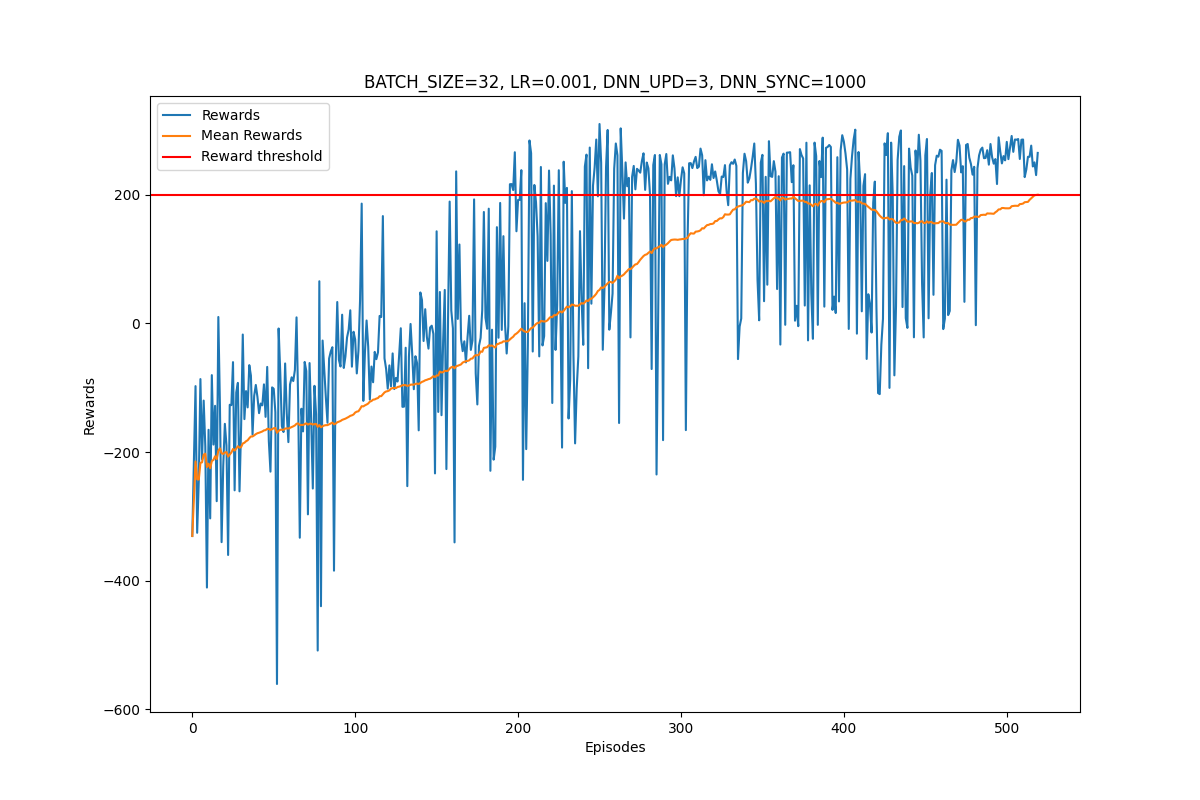 BATCH_SIZE=32, LR=0.001, DNN_UPD=3, DNN_SYNC=1000
Rewards
Mean Rewards
Reward threshold
200
0
−200
−400
−600
Rewards
0 100 200 300 400 500
Episodes